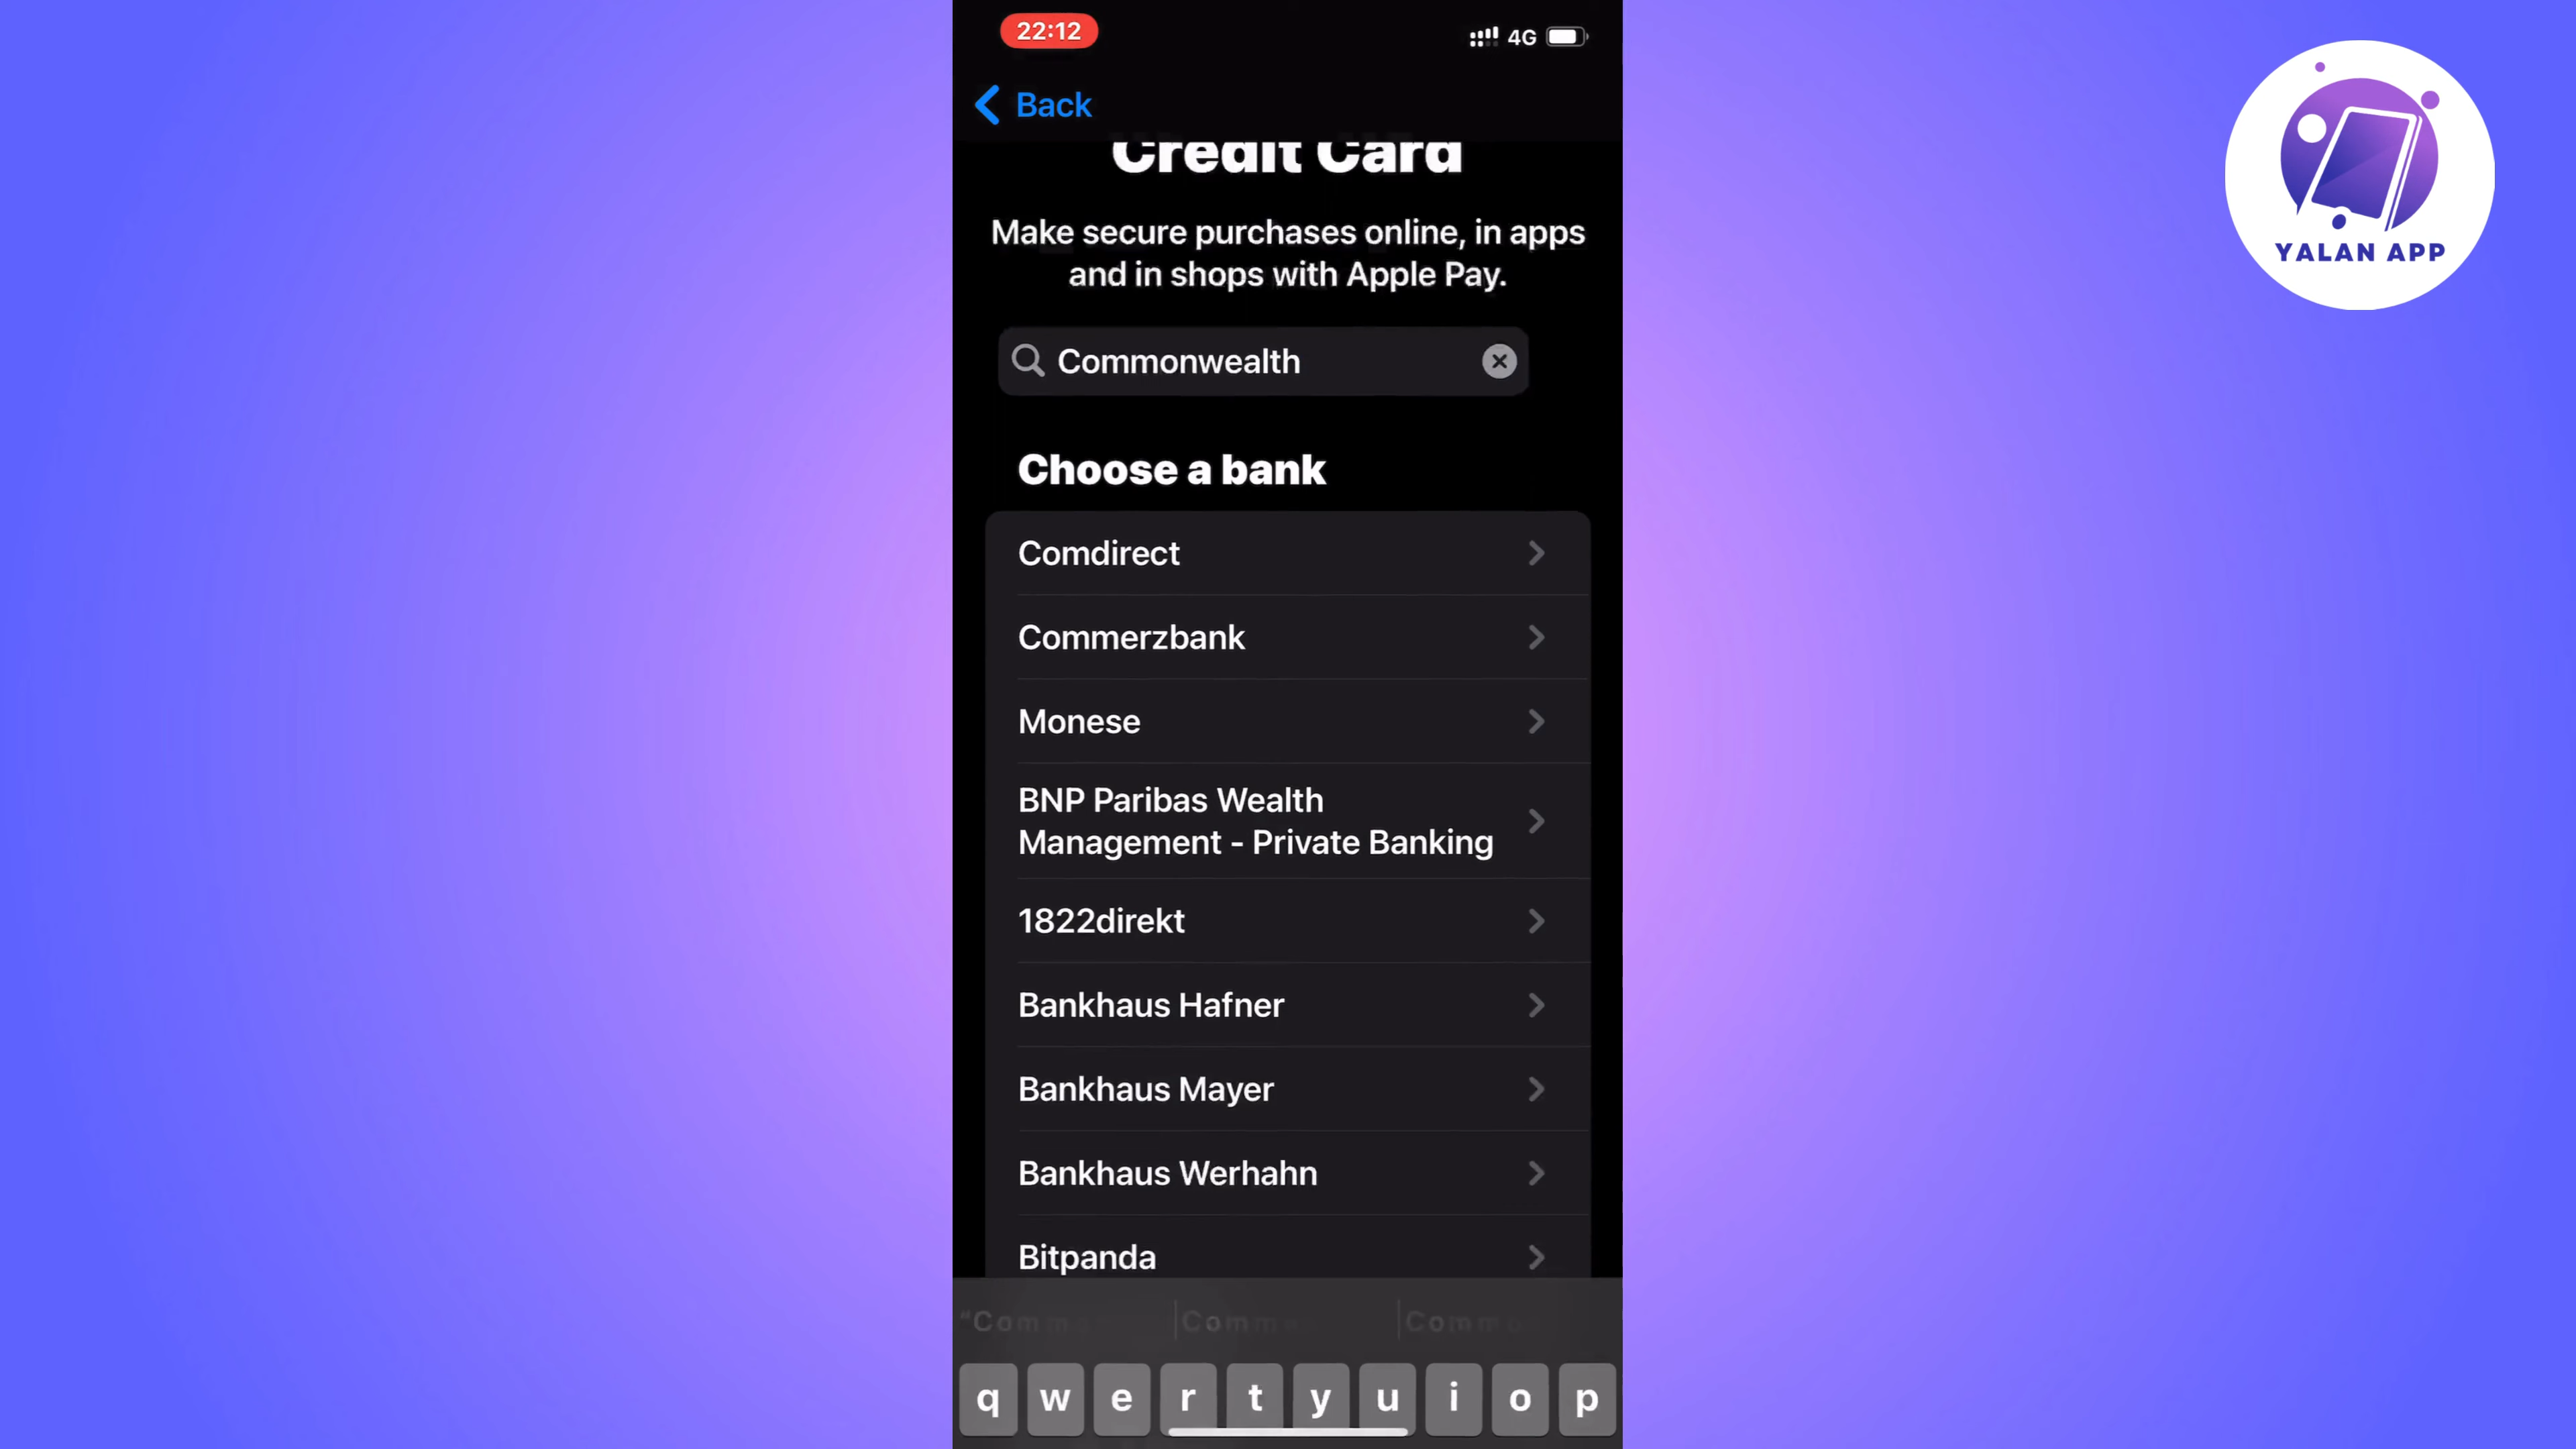 22:12
4G
Back
Credit Card
Make secure purchases online, in apps
and in shops with Apple Pay.
Commonwealth
Choose a bank
Comdirect
Commerzbank
Monese
BNP Paribas Wealth
Management - Private Banking
1822direkt
Bankhaus Hafner
Bankhaus Mayer
Bankhaus Werhahn
Bitpanda
q w e r t y u i o p
YALAN APP